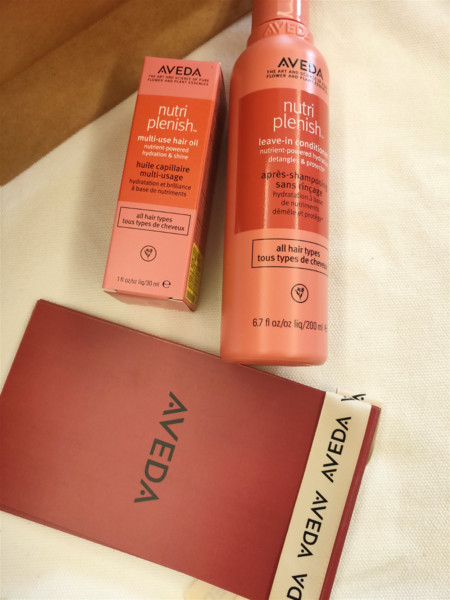 AVEDA
THE ART AND SCIENCE OF PURE
FLOWER AND PLANT ESSENCES
nutri
plenish™
multi-use hair oil
nutrient-powered
hydration & shine
huile capillaire
multi-usage
hydratation et brillance
à base de nutriments
all hair types
tous types de cheveux
1 fl oz/oz liq/30 ml e
AVEDA
AVEDA
THE ART AND SCIENCE OF PURE
FLOWER AND PLANT ESSENCES
nutri
plenish™
leave-in conditioner
nutrient-powered
detangles &
après-shampooing
sans rinçage
hydratation à base
de nutriments
démêle et protège
all hair types
tous types de cheveux
6.7 fl oz/oz liq/200 ml
AVEDA
AVEDA
AVEDA